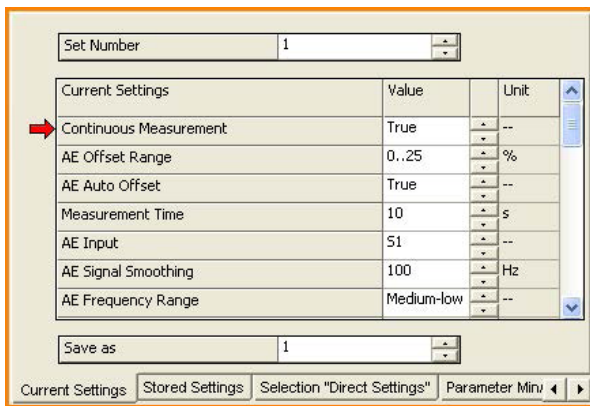 Set Number 1
Current Settings Value Unit
Continuous Measurement True --
AE Offset Range 0..25 %
AE Auto Offset True --
Measurement Time 10 s
AE Input S1 --
AE Signal Smoothing 100 Hz
AE Frequency Range Medium-low --
Save as 1
Current Settings Stored Settings Selection "Direct Settings" Parameter Min/